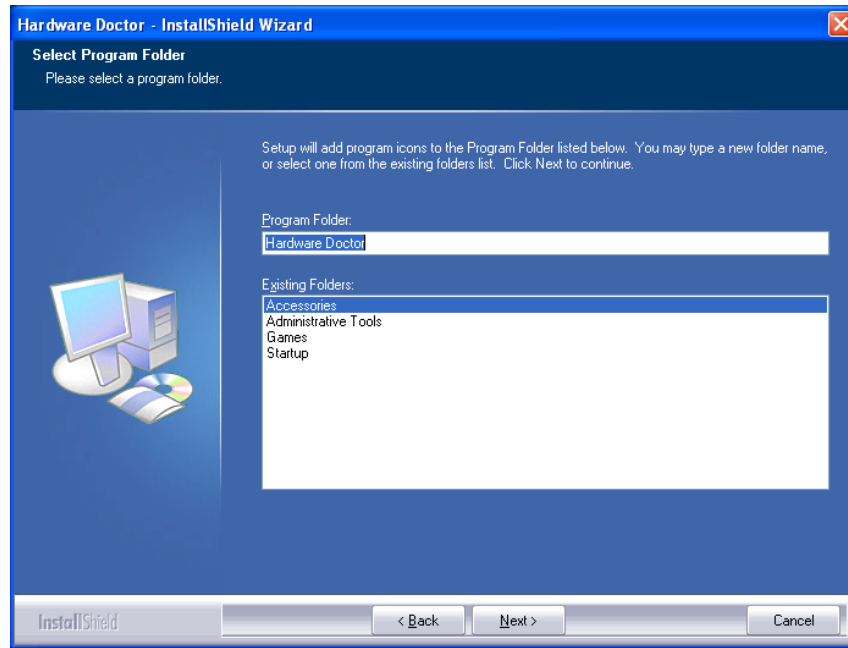 Hardware Doctor - InstallShield Wizard
Select Program Folder
Please select a program folder.
Setup will add program icons to the Program Folder listed below. You may type a new folder name,
or select one from the existing folders list. Click Next to continue.
Program Folder:
Hardware Doctor
Existing Folders:
Accessories
Administrative Tools
Games
Startup
InstallShield
< Back
Next >
Cancel